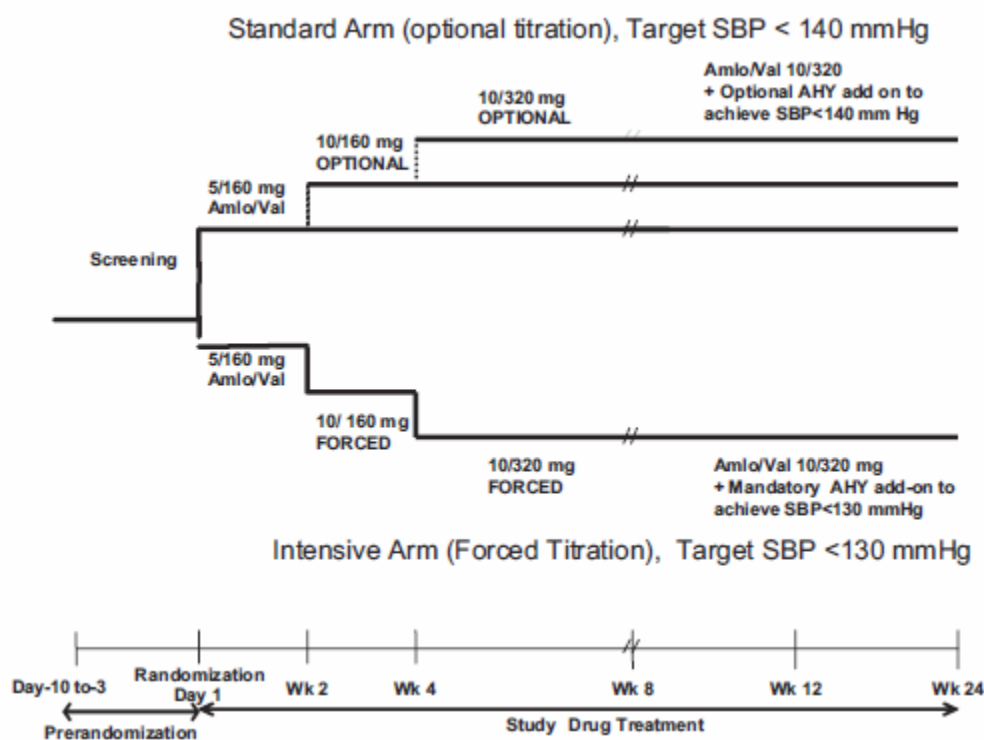 Standard Arm (optional titration), Target SBP < 140 mmHg
Amlo/Val 10/320
+ Optional AHY add on to
achieve SBP<140 mm Hg
10/320 mg
OPTIONAL
10/160 mg
OPTIONAL
5/160 mg
Amlo/Val
Screening
5/160 mg
Amlo/Val
10/ 160 mg
FORCED
10/320 mg
FORCED
Amlo/Val 10/320 mg
+ Mandatory AHY add-on to
achieve SBP<130 mmHg
Intensive Arm (Forced Titration), Target SBP <130 mmHg
Day-10 to-3
Randomization
Day 1
Wk 2
Wk 4
Wk 8
Wk 12
Wk 24
Prerandomization
Study Drug Treatment